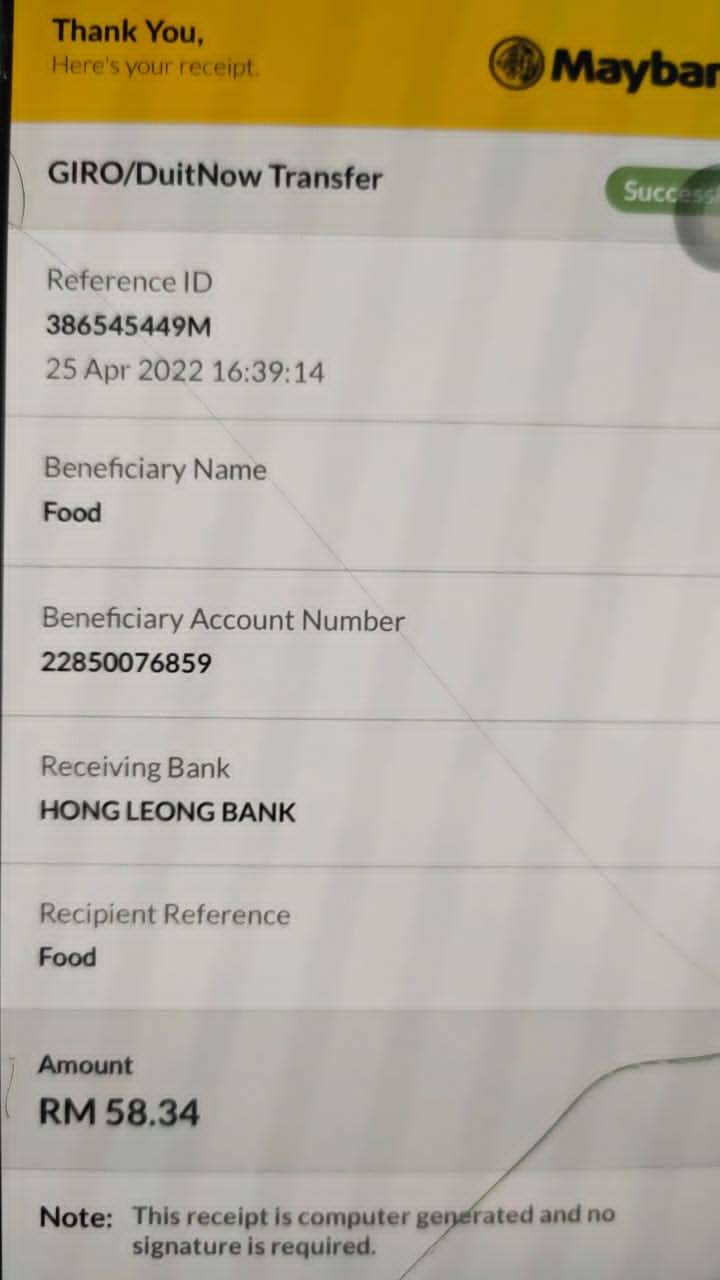 Thank You,
Here's your receipt.
GIRO/DuitNow Transfer
Reference ID
386545449M
25 Apr 2022 16:39:14
Beneficiary Name
Food
Beneficiary Account Number
22850076859
Receiving Bank
HONG LEONG BANK
Recipient Reference
Food
Amount
RM 58.34
Note: This receipt is computer generated and no
signature is required.